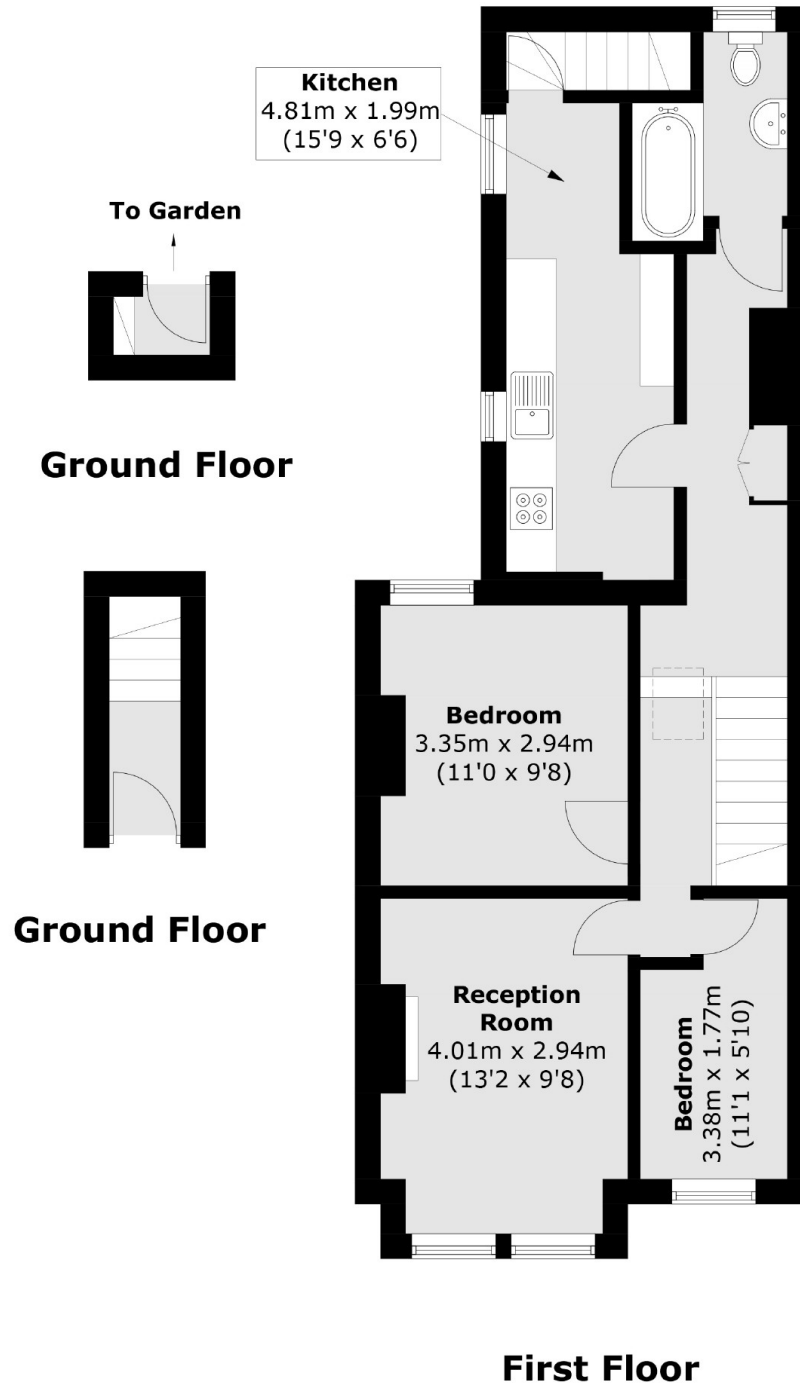 Kitchen
4.81m x 1.99m
(15'9 x 6'6)
To Garden
Ground Floor
Ground Floor
Bedroom
3.35m x 2.94m
(11'0 x 9'8)
Reception
Room
4.01m x 2.94m
(13'2 x 9'8)
Bedroom
3.38m x 1.77m
(11'1 x 5'10)
First Floor